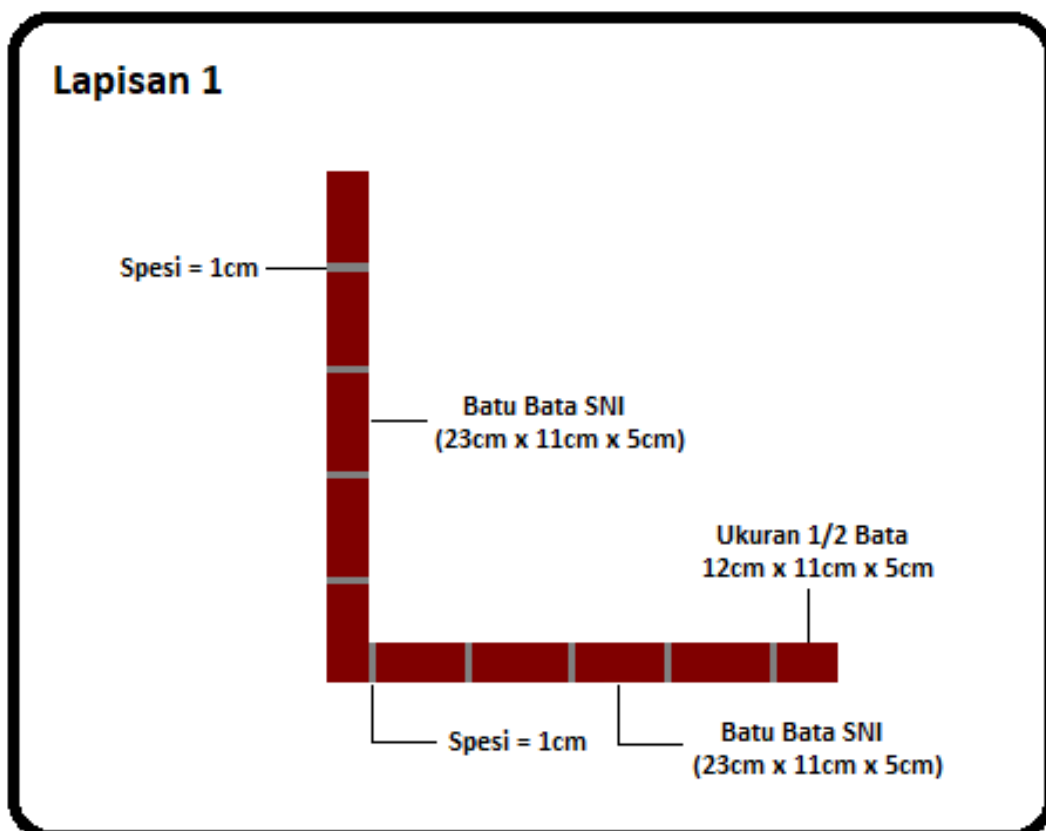 Lapisan 1
Spesi = 1cm
Batu Bata SNI
(23cm x 11cm x 5cm)
Ukuran 1/2 Bata
12cm x 11cm x 5cm
Spesi = 1cm
Batu Bata SNI
(23cm x 11cm x 5cm)